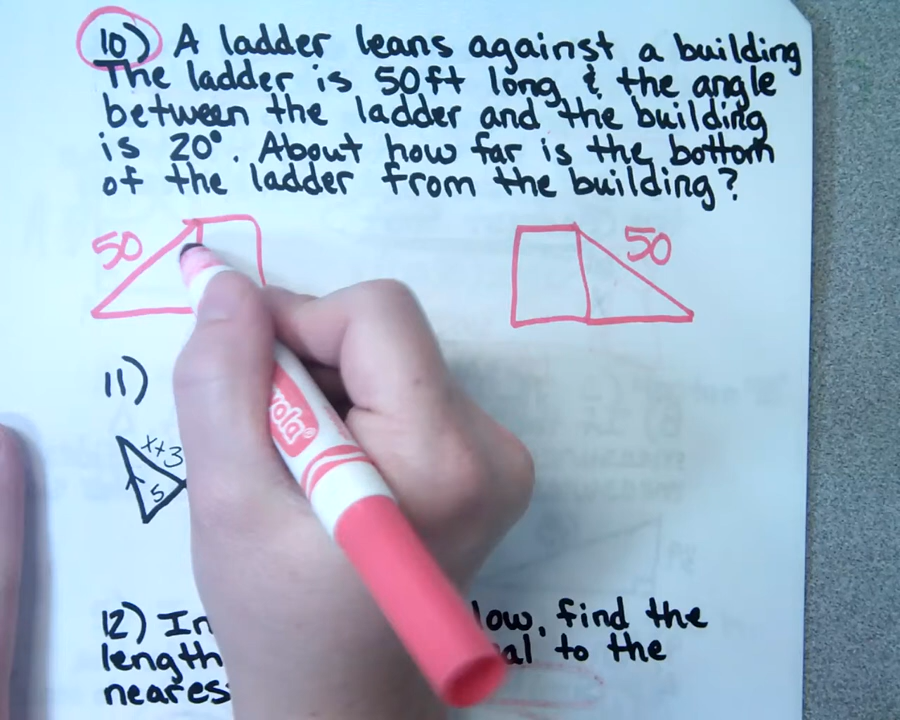 10) A ladder leans against a building
The ladder is 50ft long & the angle
between the ladder and the building
is 20°. About how far is the bottom
of the ladder from the building?
50
50
11)
x+3
5
12) In low, find the
length al to the
neares
ola®